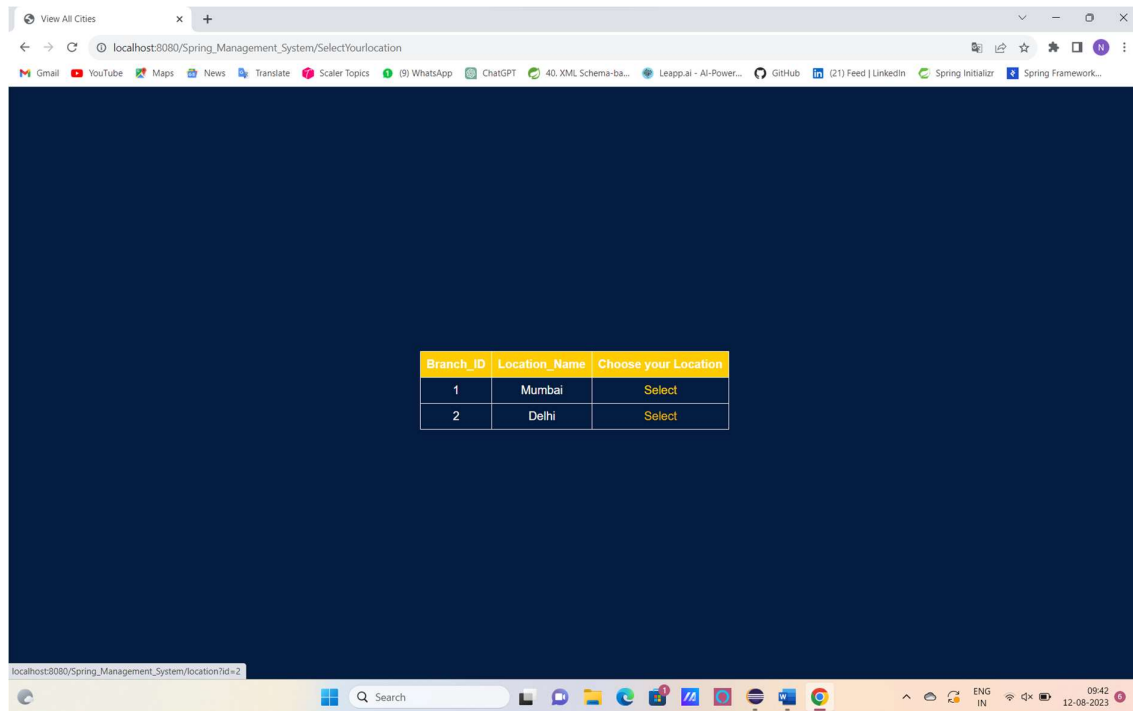 View All Cities
localhost:8080/Spring_Management_System/SelectYourlocation
N
Gmail YouTube Maps News Translate Scaler Topics (9) WhatsApp ChatGPT 40. XML Schema-ba... Leapp.ai - AI-Power... GitHub (21) Feed | LinkedIn Spring Initializr Spring Framework...
Branch_ID Location_Name Choose your Location
1 Mumbai Select
2 Delhi Select
localhost:8080/Spring_Management_System/location?id=2
Search
ENG
IN
09:42
12-08-2023
6